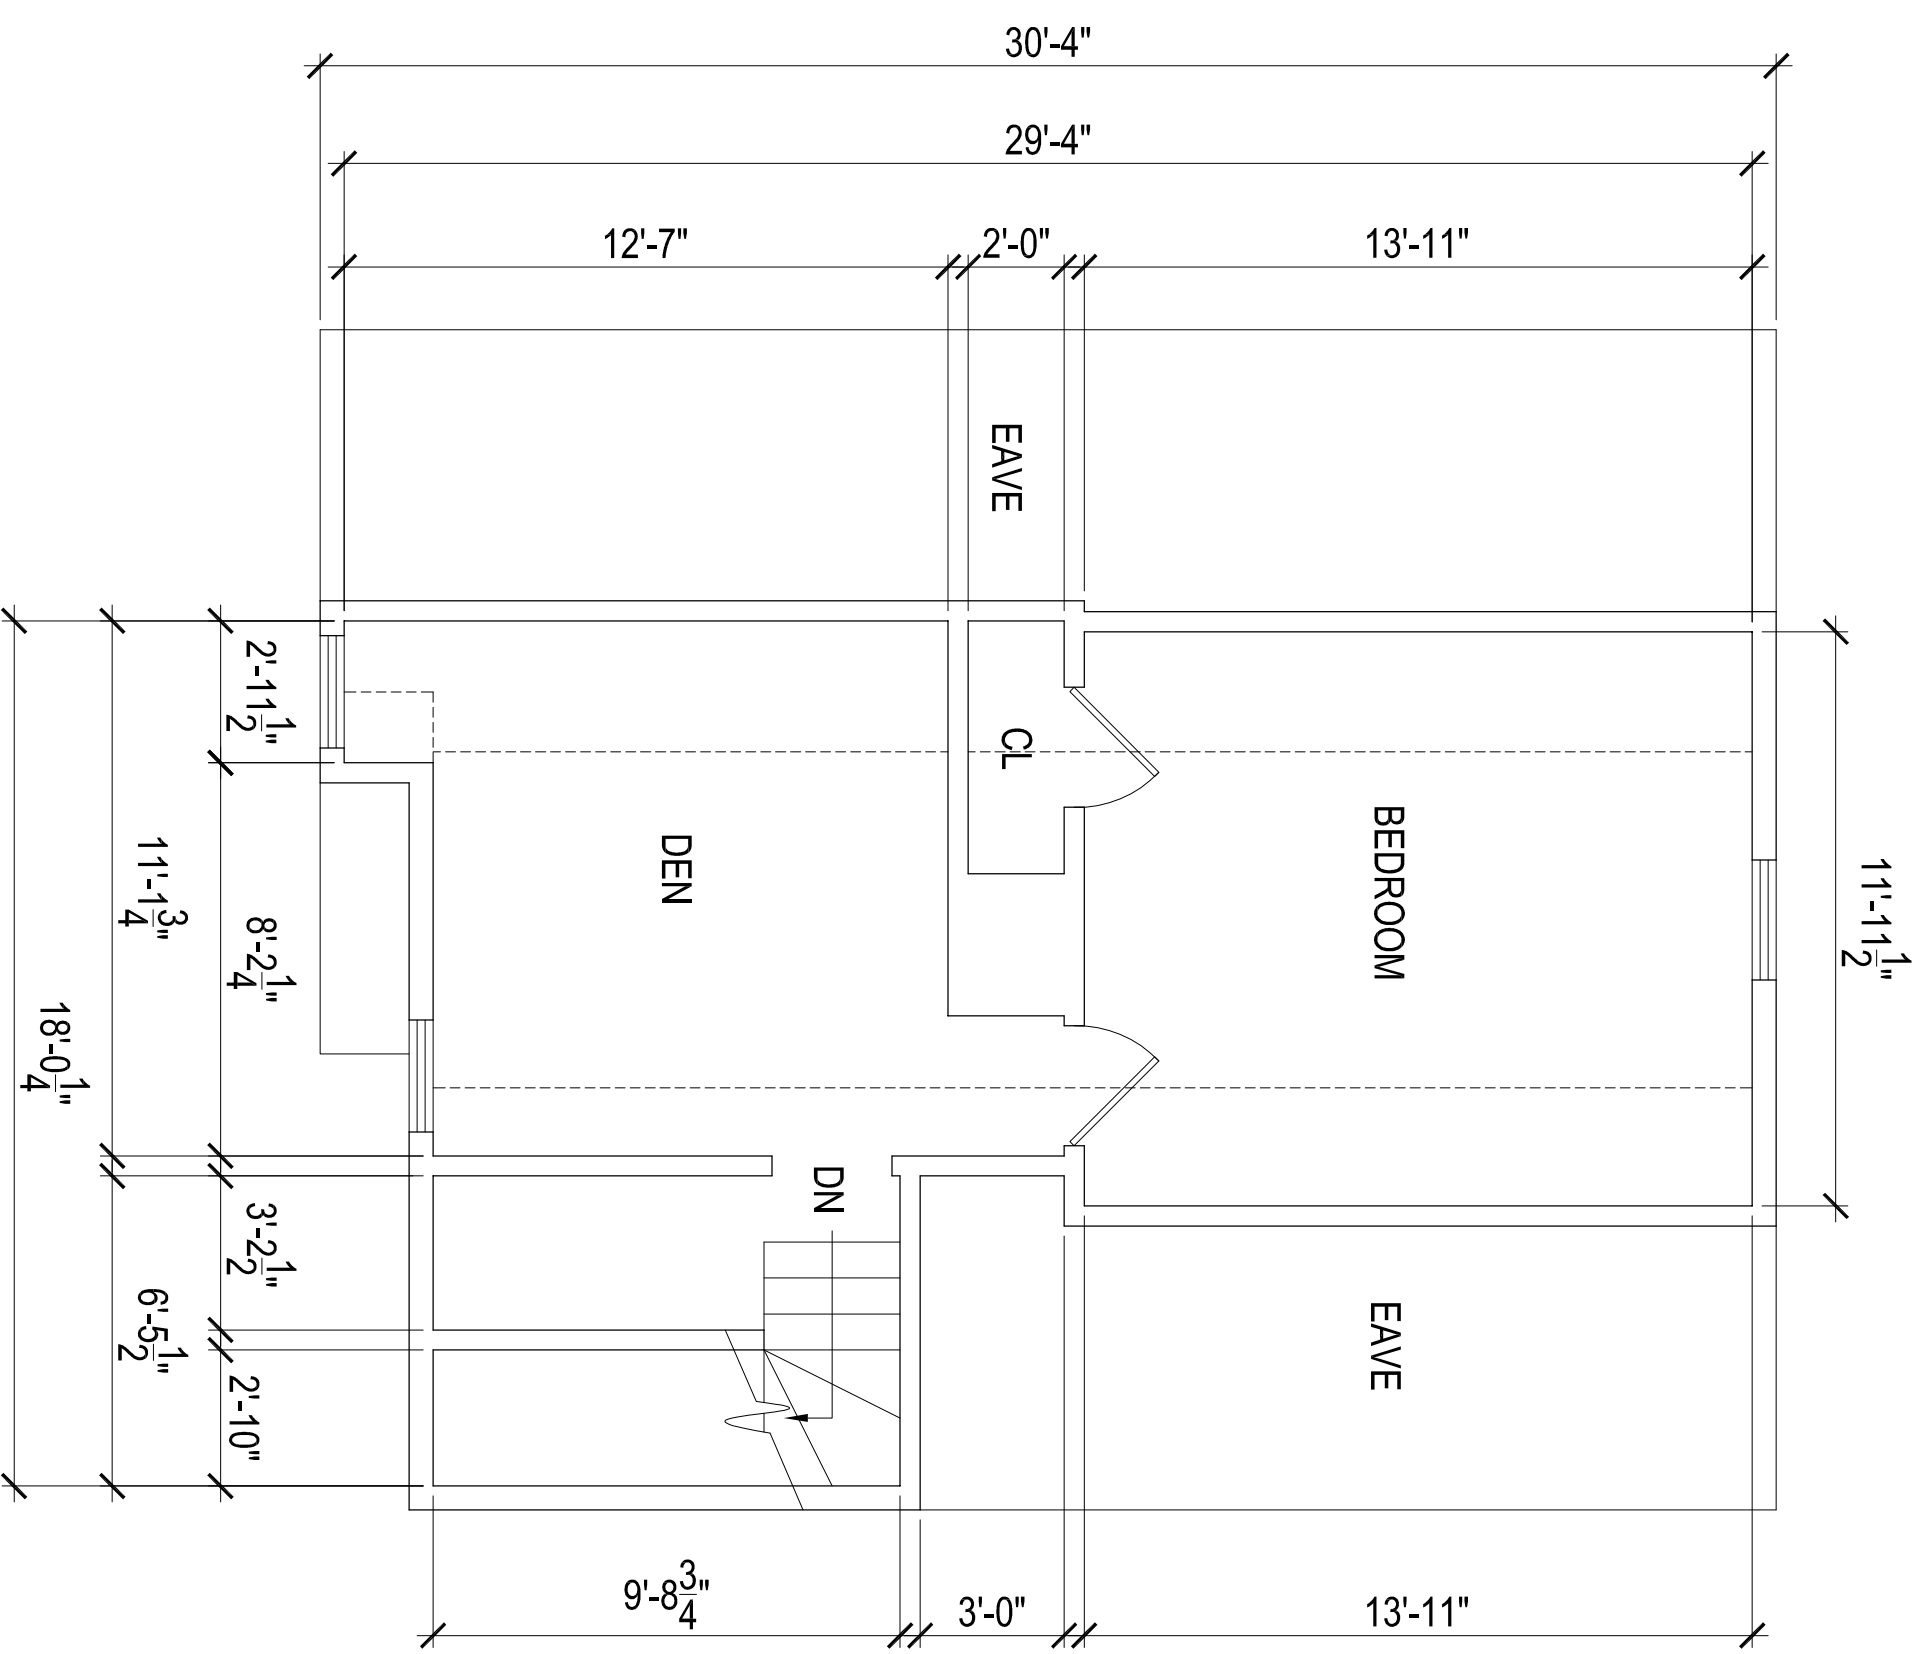 30'-4"
29'-4"
12'-7"
2'-0"
13'-11"
EAVE
2'-11 1/2"
CL
DEN
BEDROOM
11'-11 1/2"
11'-1 3/4"
8'-2 1/4"
18'-0 1/4"
DN
3'-2 1/2"
6'-5 1/2"
2'-10"
EAVE
9'-8 3/4"
3'-0"
13'-11"